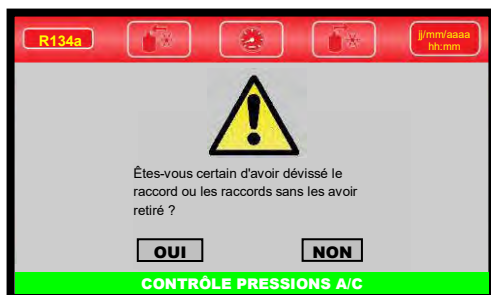 R134a
jj/mm/aaaa
hh:mm
Êtes-vous certain d'avoir dévissé le
raccord ou les raccords sans les avoir
retiré ?
OUI NON
CONTRÔLE PRESSIONS A/C